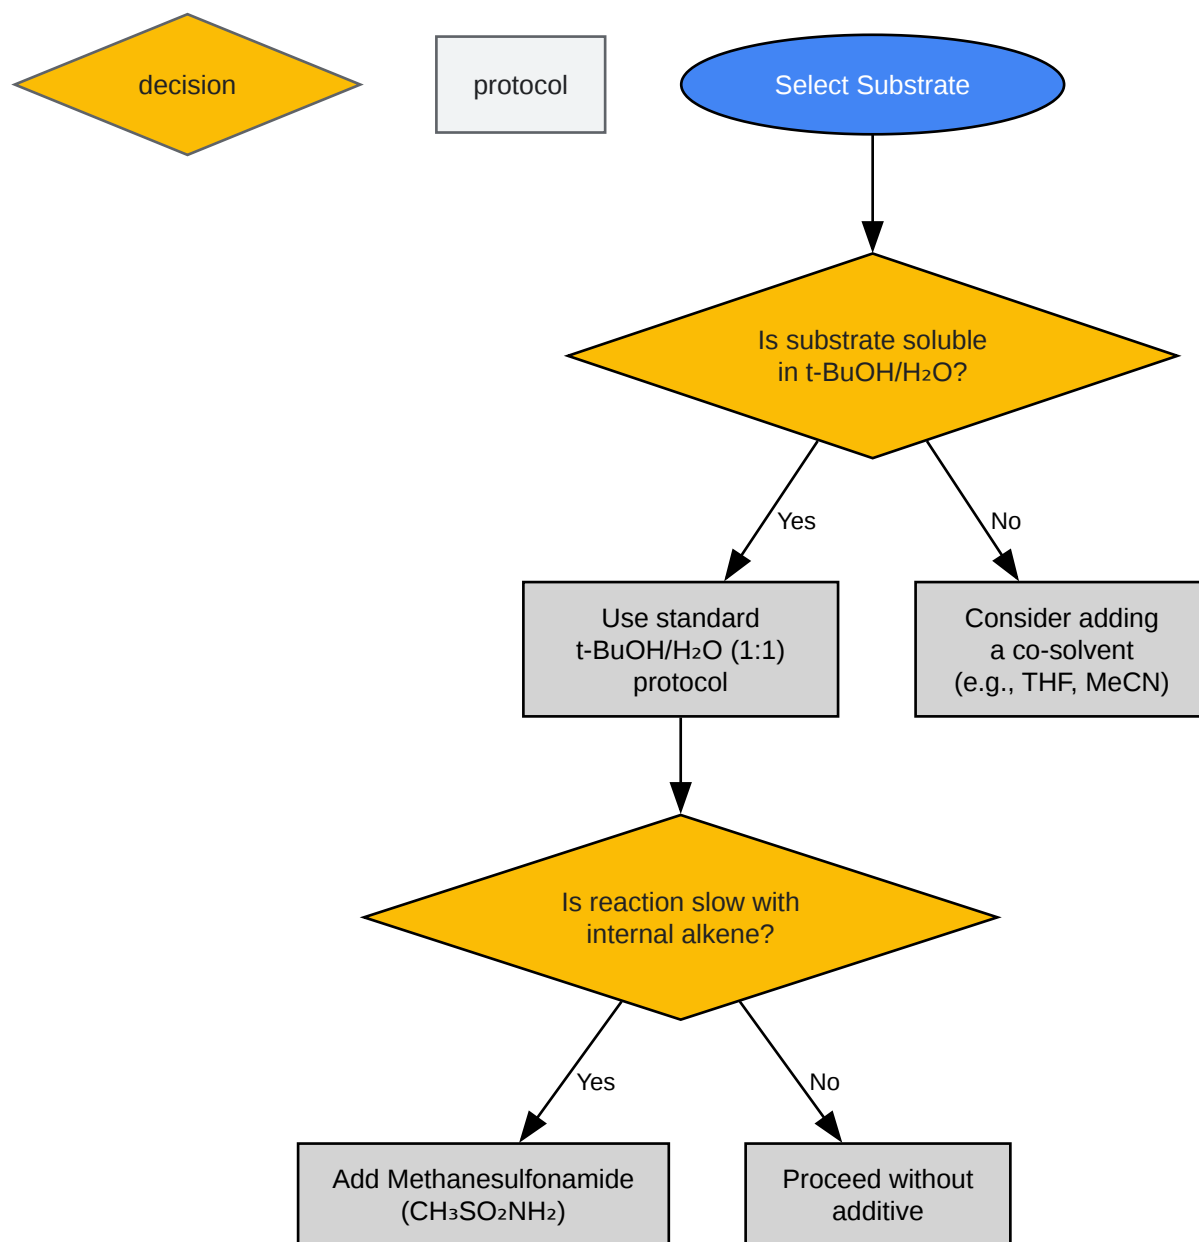 decision
protocol
Select Substrate
Is substrate soluble
in t-BuOH/H₂O?
Yes
No
Use standard
t-BuOH/H₂O (1:1)
protocol
Consider adding
a co-solvent
(e.g., THF, MeCN)
Is reaction slow with
internal alkene?
Yes
No
Add Methanesulfonamide
(CH₃SO₂NH₂)
Proceed without
additive